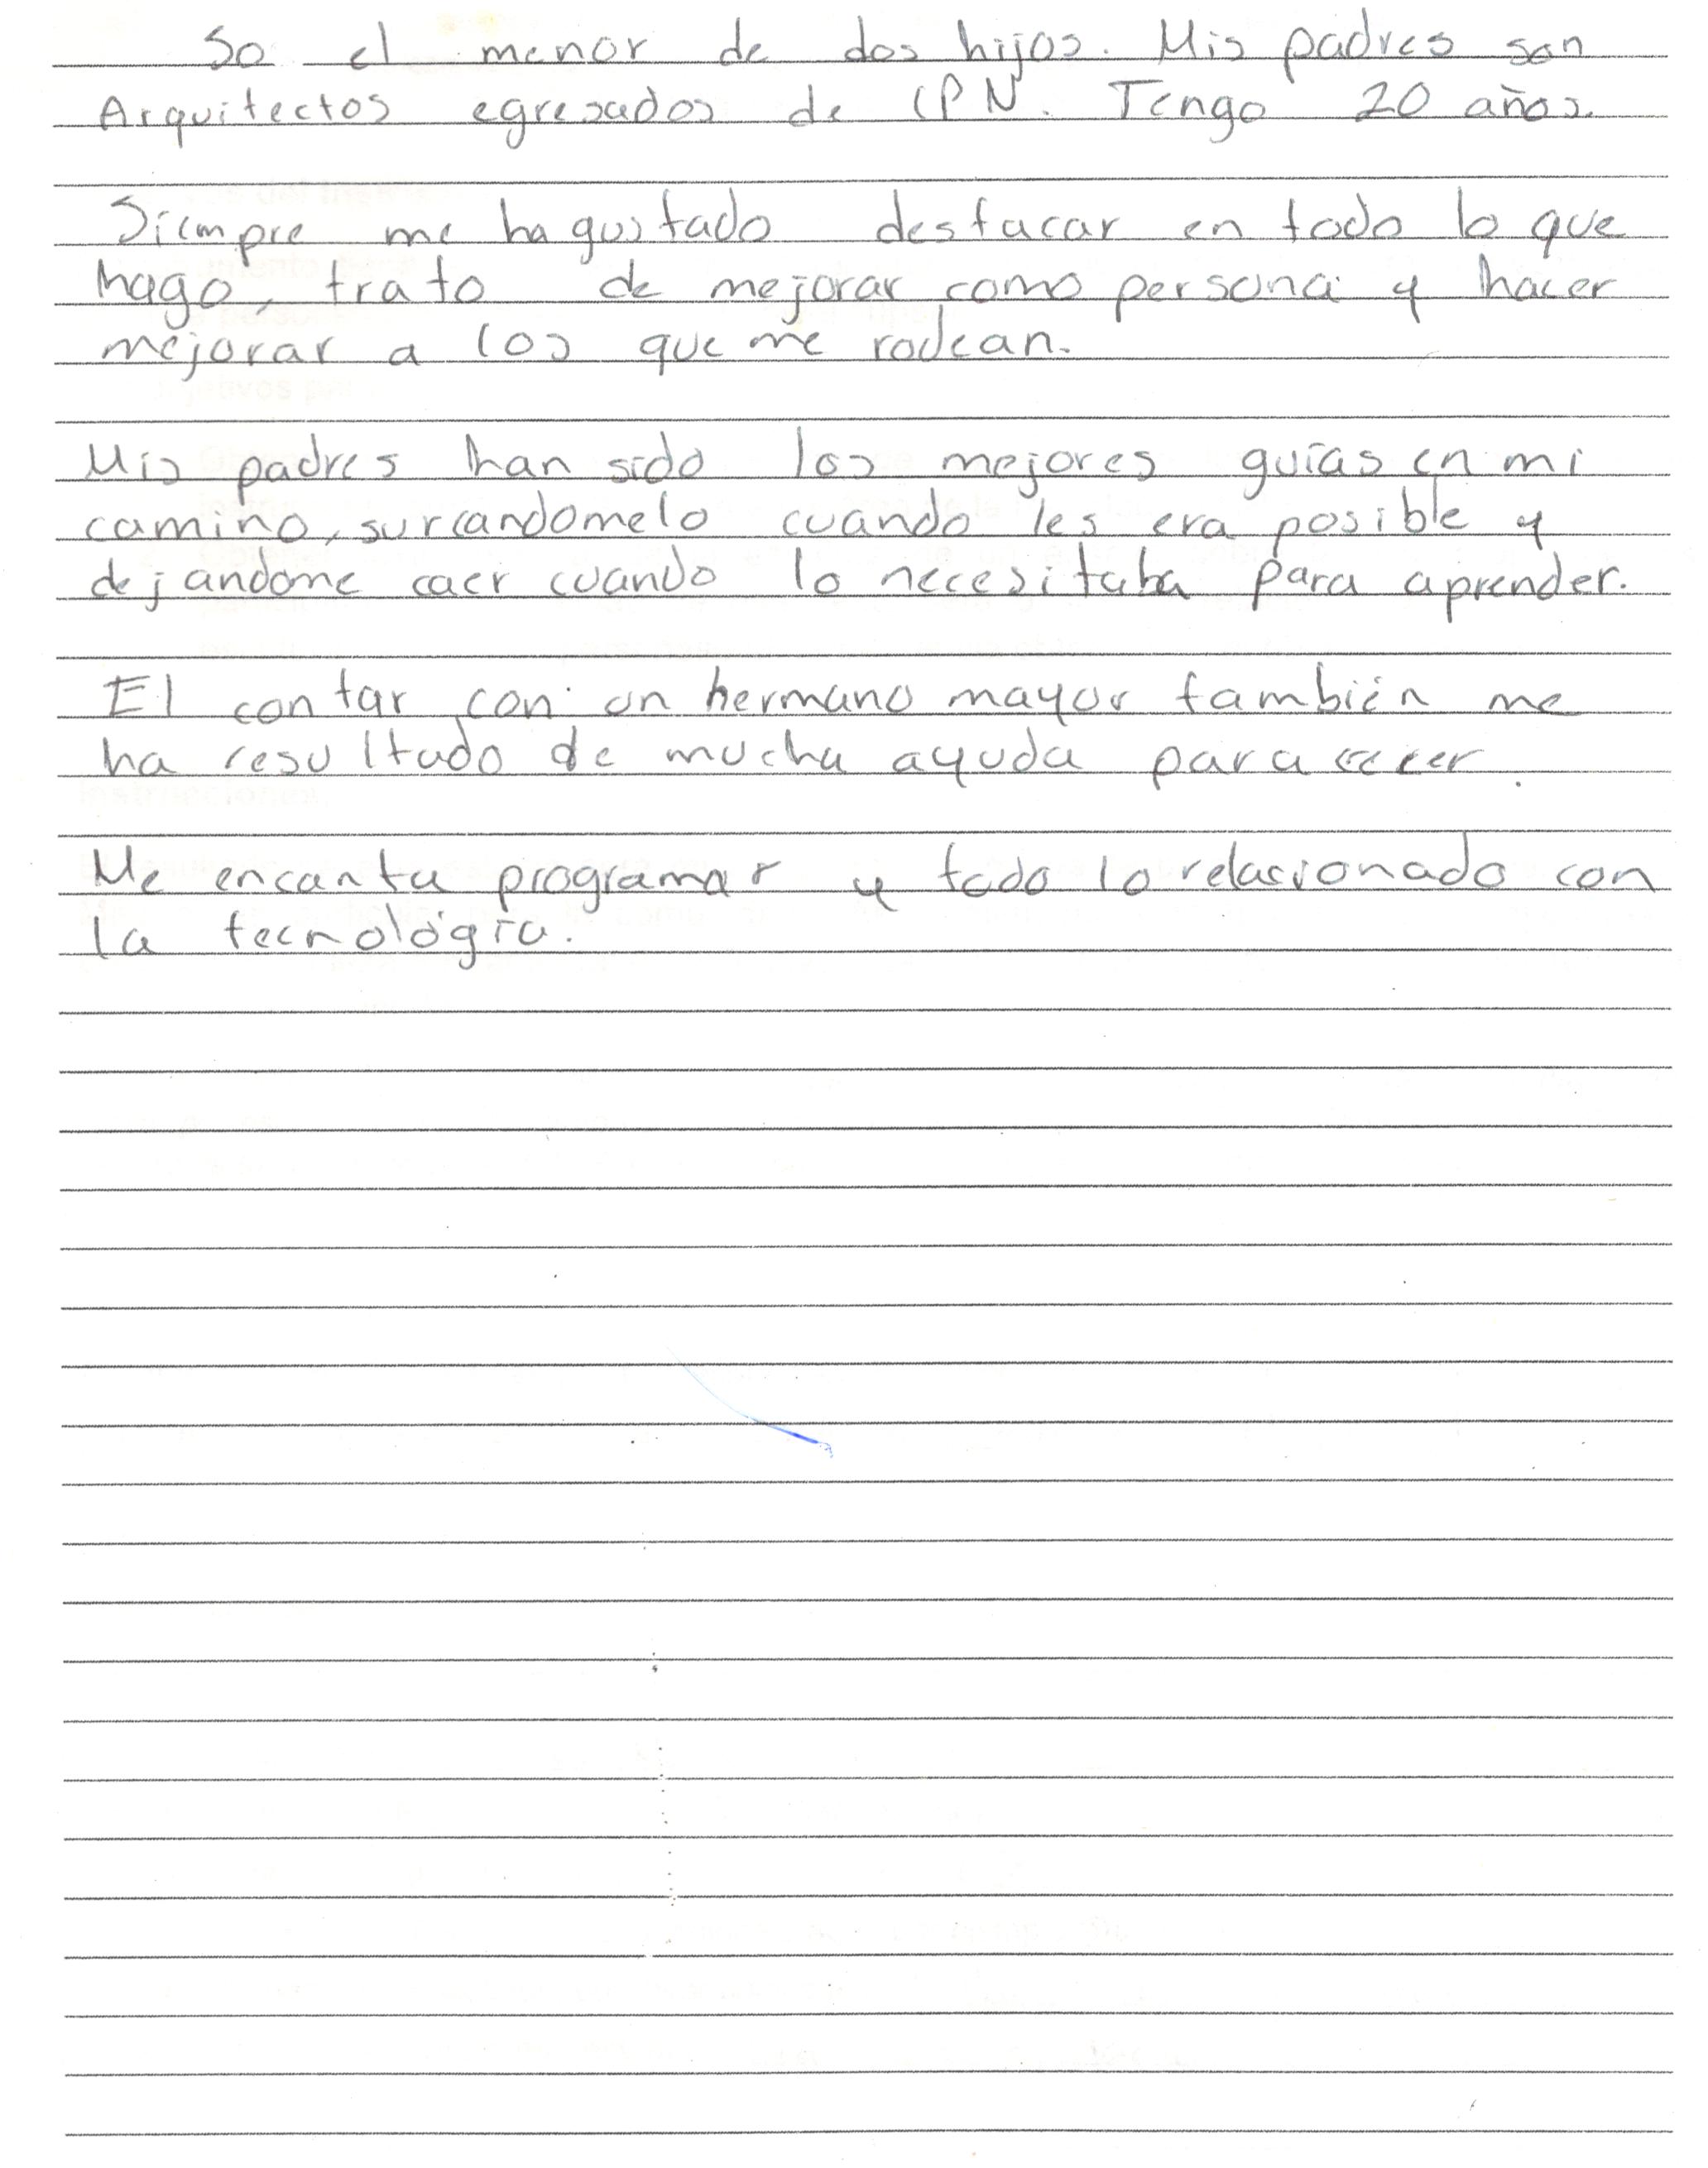 So el menor de dos hijos. Mis padres son
Arquitectos egresados de IPN. Tengo 20 años.
Siempre me ha gustado destacar en todo lo que
hago, trato de mejorar como persona y hacer
mejorar a los que me rodean.
Mis padres han sido los mejores guías en mi
camino, surcandomelo cuando les era posible y
dejandome caer cuando lo necesitaba para aprender.
El contar con un hermano mayor también me
ha resultado de mucha ayuda para
Me encanta programar y todo lo relacionado con
la tecnológía.